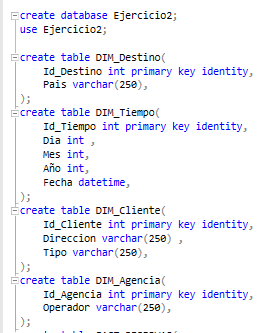 create database Ejercicio2;
use Ejercicio2;
create table DIM_Destino(
Id_Destino int primary key identity,
Pais varchar(250),
);
create table DIM_Tiempo(
Id_Tiempo int primary key identity,
Dia int ,
Mes int,
Año int,
Fecha datetime,
);
create table DIM_Cliente(
Id_Cliente int primary key identity,
Direccion varchar(250) ,
Tipo varchar(250),
);
create table DIM_Agencia(
Id_Agencia int primary key identity,
Operador varchar(250),
);